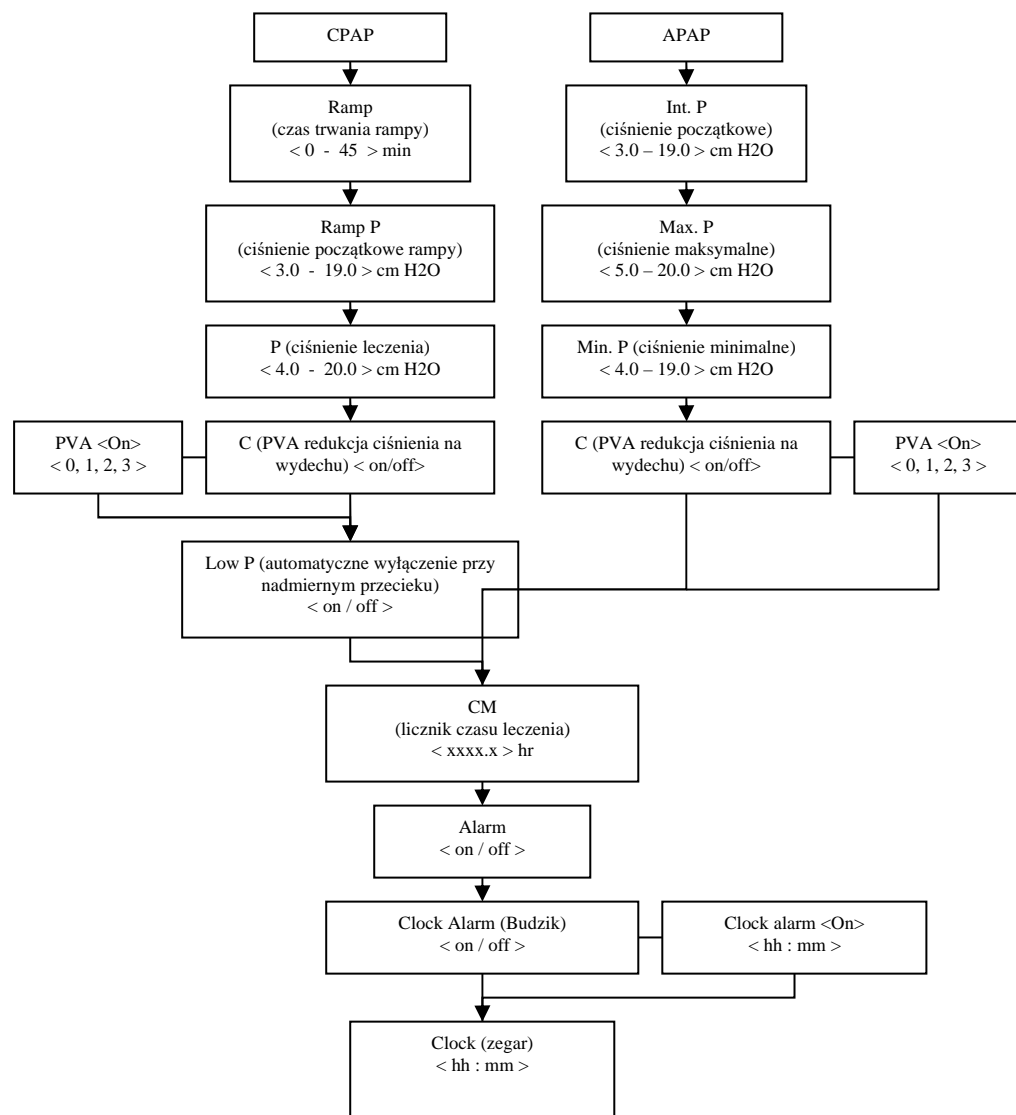 CPAP
APAP
Ramp
(czas trwania rampy)
< 0 - 45 > min
Int. P
(ciśnienie początkowe)
< 3.0 – 19.0 > cm H2O
Ramp P
(ciśnienie początkowe rampy)
< 3.0 - 19.0 > cm H2O
Max. P
(ciśnienie maksymalne)
< 5.0 – 20.0 > cm H2O
P (ciśnienie leczenia)
< 4.0 - 20.0 > cm H2O
Min. P (ciśnienie minimalne)
< 4.0 – 19.0 > cm H2O
PVA <On>
< 0, 1, 2, 3 >
C (PVA redukcja ciśnienia na
wydechu) < on/off>
C (PVA redukcja ciśnienia na
wydechu) < on/off>
PVA <On>
< 0, 1, 2, 3 >
Low P (automatyczne wyłączenie przy
nadmiernym przecieku)
< on / off >
CM
(licznik czasu leczenia)
< xxxx.x > hr
Alarm
< on / off >
Clock Alarm (Budzik)
< on / off >
Clock alarm <On>
< hh : mm >
Clock (zegar)
< hh : mm >